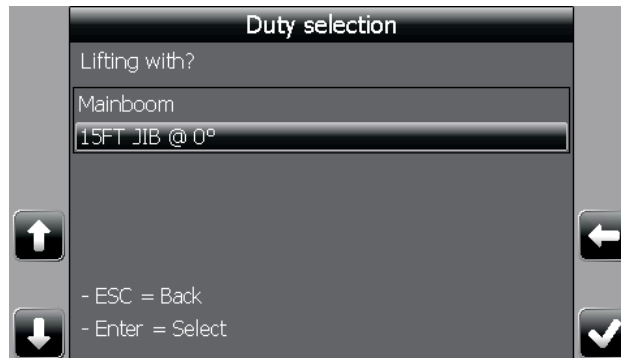 Duty selection
Lifting with?
Mainboom
15FT JIB @ 0°
- ESC = Back
- Enter = Select